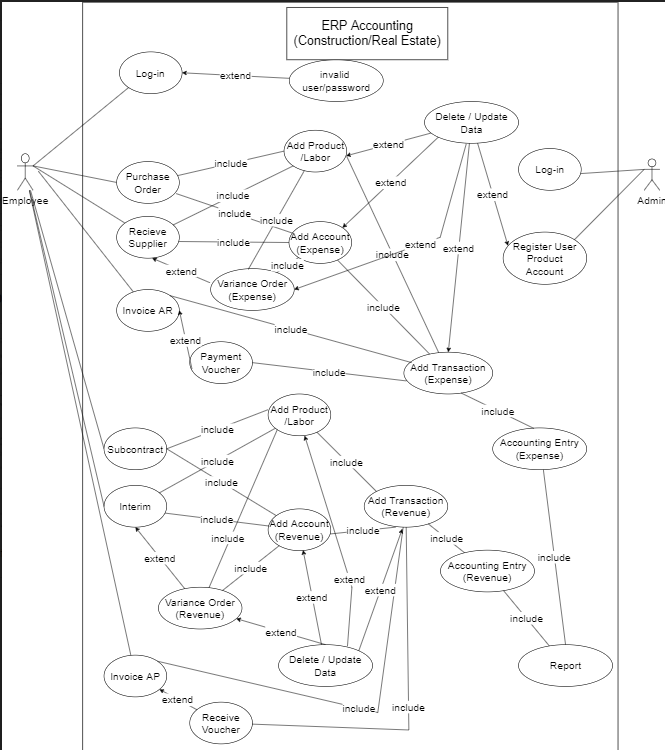 ERP Accounting
(Construction/Real Estate)
Log-in
extend
invalid
user/password
Delete / Update
Data
Add Product
/Labor
extend
include
Log-in
Employee
Admin
Purchase
Order
extend
include
extend
include
include
Recieve
Supplier
include
Add Account
(Expense)
extend
extend
Register User
Product
Account
include
include
extend
Variance Order
(Expense)
include
Invoice AR
include
extend
Payment
Voucher
include
Add Transaction
(Expense)
Add Product
/Labor
include
include
Subcontract
Accounting Entry
(Expense)
include
include
include
Interim
Add Transaction
(Revenue)
include
Add Account
(Revenue)
include
include
include
extend
include
include
Accounting Entry
(Revenue)
extend
extend
extend
Variance Order
(Revenue)
include
extend
Delete / Update
Data
Report
Invoice AP
extend
include
include
Receive
Voucher